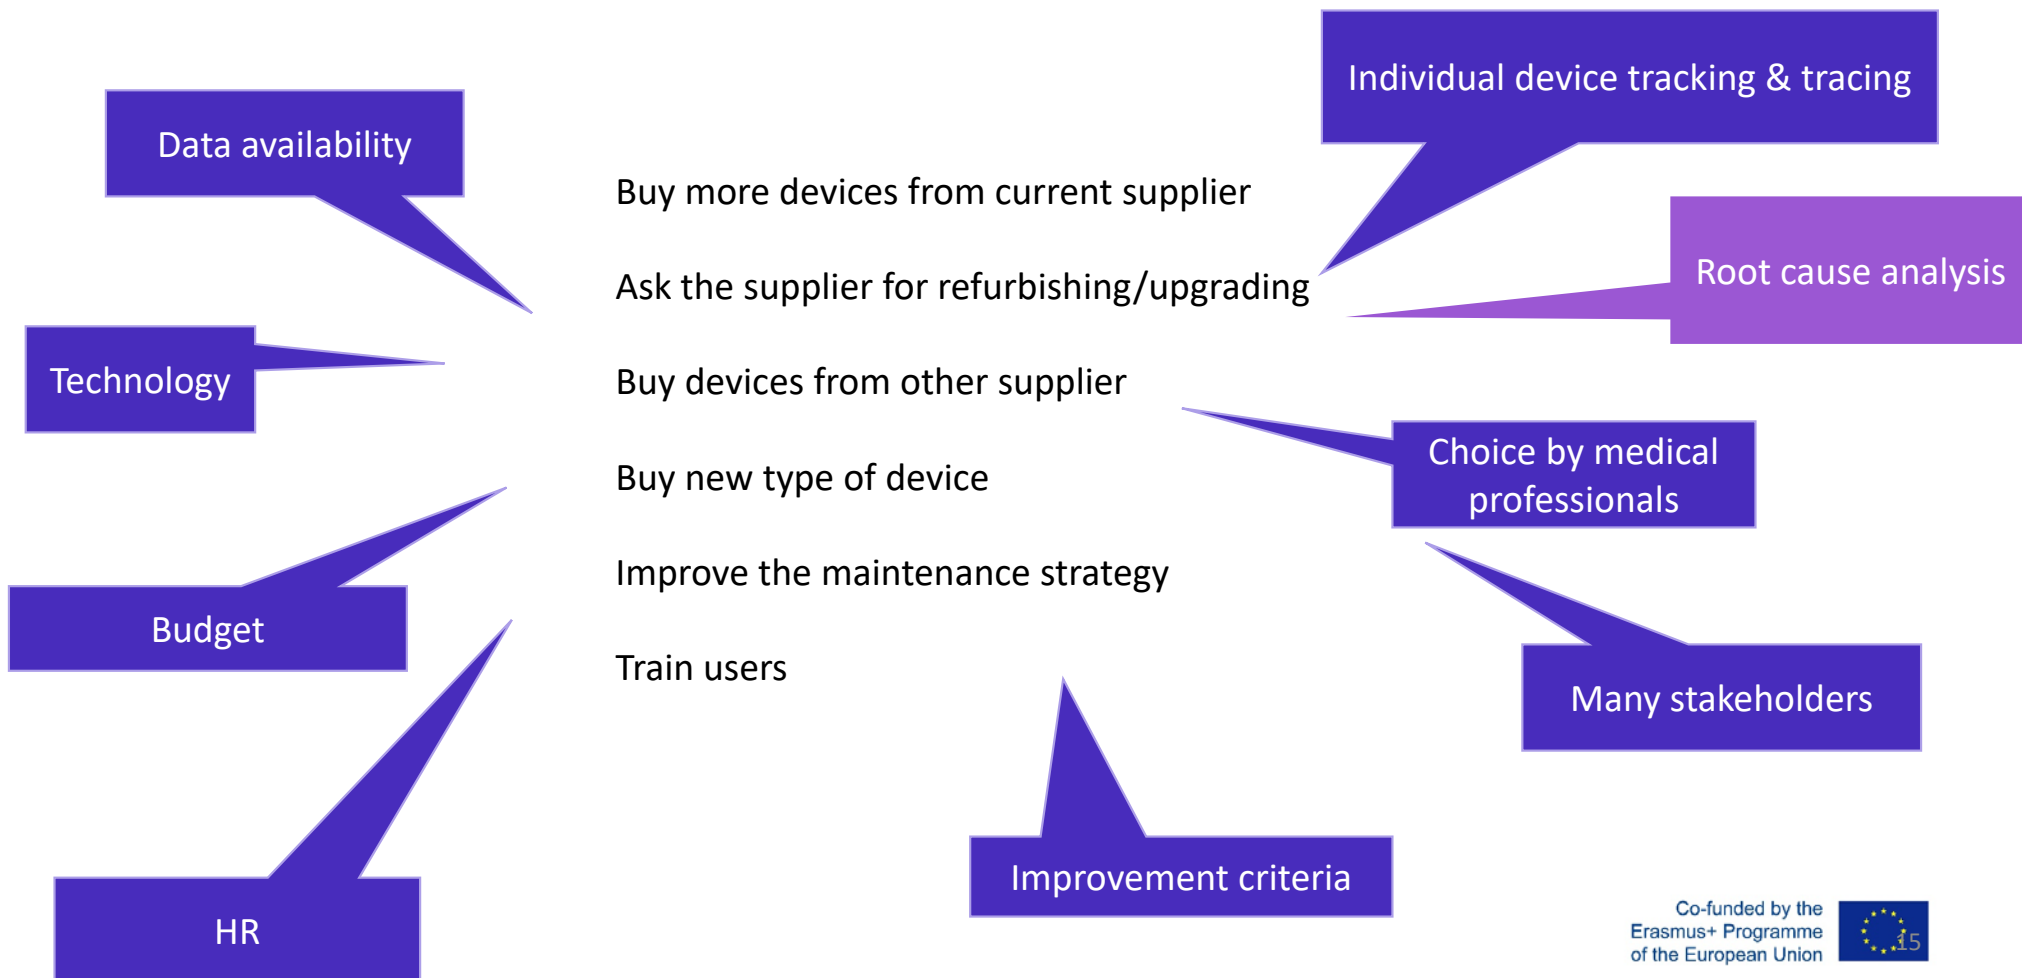 Individual device tracking & tracing
Data availability
Buy more devices from current supplier
Ask the supplier for refurbishing/upgrading
Root cause analysis
Technology
Buy devices from other supplier
Choice by medical
professionals
Buy new type of device
Improve the maintenance strategy
Budget
Train users
Many stakeholders
Improvement criteria
HR
Co-funded by the
Erasmus+ Programme
of the European Union
15